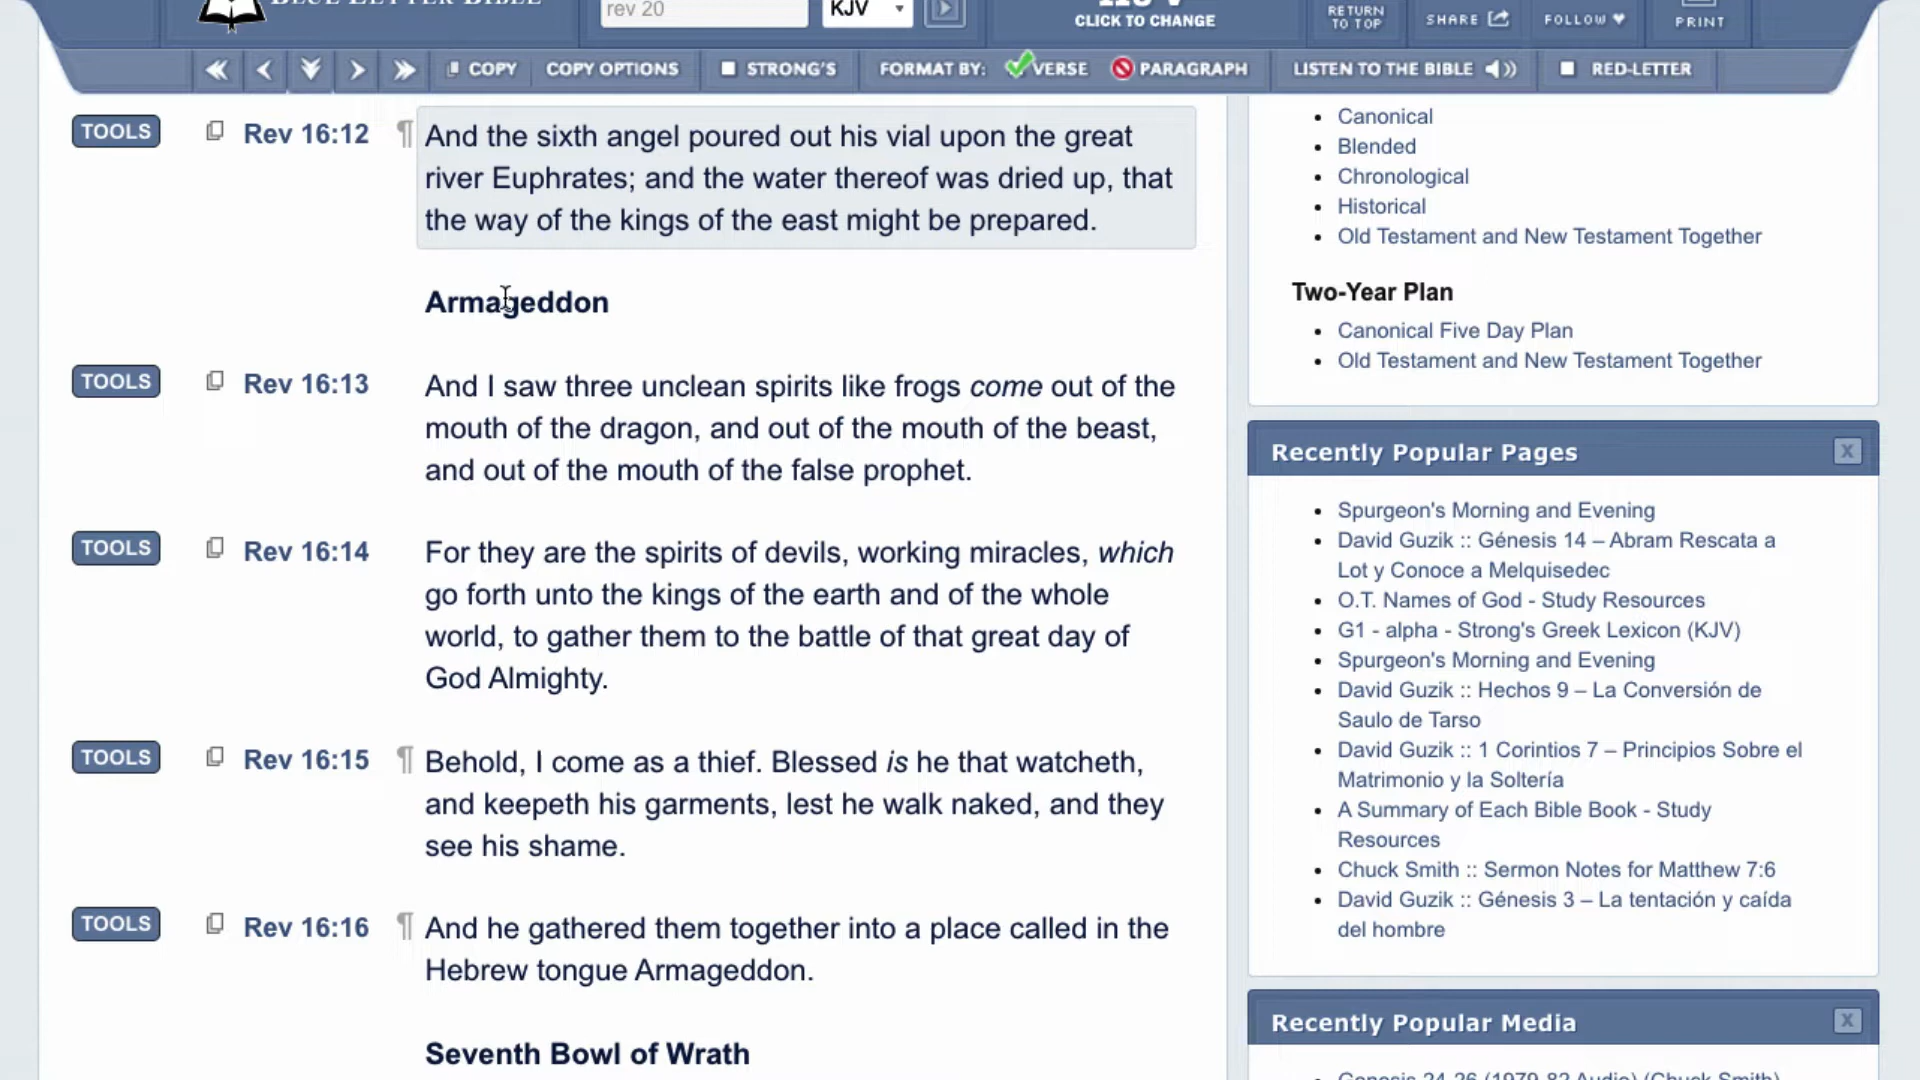 BLUE LETTER BIBLE
rev 20
KJV
CLICK TO CHANGE
RETURN
TO TOP
SHARE
FOLLOW
PRINT
COPY
COPY OPTIONS
STRONG'S
FORMAT BY:
VERSE
PARAGRAPH
LISTEN TO THE BIBLE
RED-LETTER
TOOLS
Rev 16:12
¶ And the sixth angel poured out his vial upon the great
river Euphrates; and the water thereof was dried up, that
the way of the kings of the east might be prepared.
Armageddon
TOOLS
Rev 16:13
And I saw three unclean spirits like frogs come out of the
mouth of the dragon, and out of the mouth of the beast,
and out of the mouth of the false prophet.
TOOLS
Rev 16:14
For they are the spirits of devils, working miracles, which
go forth unto the kings of the earth and of the whole
world, to gather them to the battle of that great day of
God Almighty.
TOOLS
Rev 16:15
¶ Behold, I come as a thief. Blessed is he that watcheth,
and keepeth his garments, lest he walk naked, and they
see his shame.
TOOLS
Rev 16:16
¶ And he gathered them together into a place called in the
Hebrew tongue Armageddon.
Seventh Bowl of Wrath
Canonical
Blended
Chronological
Historical
Old Testament and New Testament Together
Two-Year Plan
Canonical Five Day Plan
Old Testament and New Testament Together
Recently Popular Pages
X
Spurgeon's Morning and Evening
David Guzik :: Génesis 14 – Abram Rescata a
Lot y Conoce a Melquisedec
O.T. Names of God - Study Resources
G1 - alpha - Strong's Greek Lexicon (KJV)
Spurgeon's Morning and Evening
David Guzik :: Hechos 9 – La Conversión de
Saulo de Tarso
David Guzik :: 1 Corintios 7 – Principios Sobre el
Matrimonio y la Soltería
A Summary of Each Bible Book - Study
Resources
Chuck Smith :: Sermon Notes for Matthew 7:6
David Guzik :: Génesis 3 – La tentación y caída
del hombre
Recently Popular Media
X
Genesis 24-26 (1979-82 Audio) (Chuck Smith)